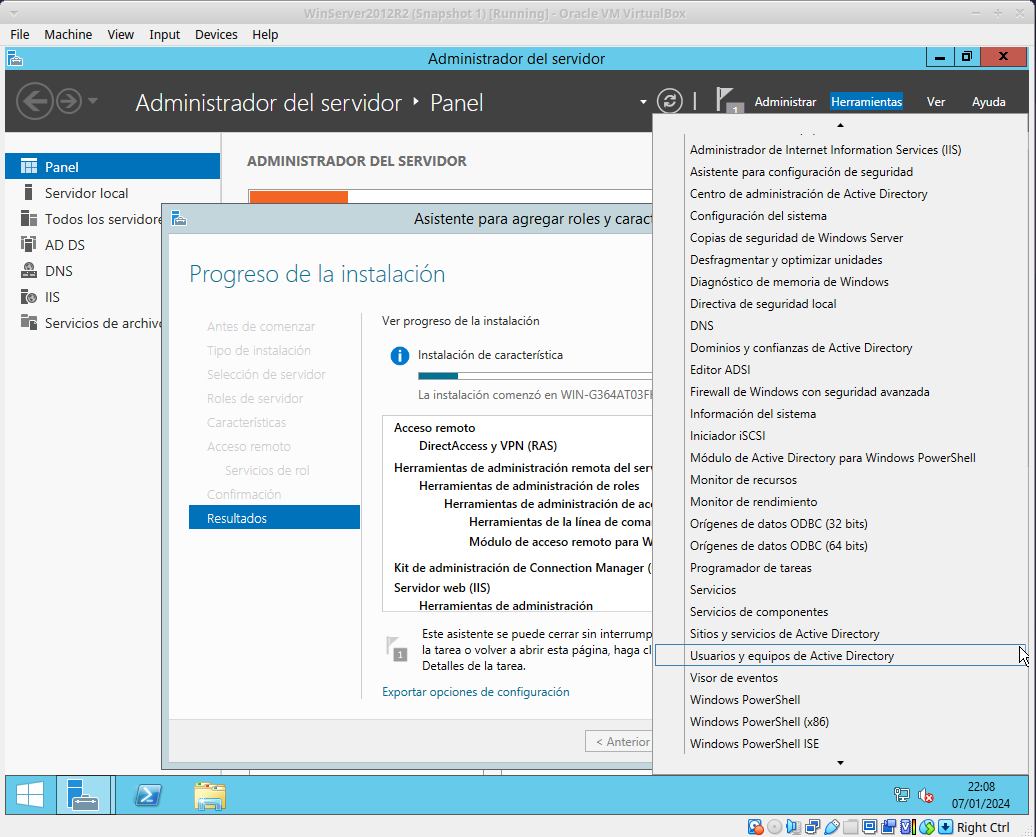 WinServer2012R2 (Snapshot 1) [Running] - Oracle VM VirtualBox
File Machine View Input Devices Help
Administrador del servidor
Administrador del servidor Panel
1
Administrar Herramientas Ver Ayuda
Panel
Servidor local
Todos los servidore
AD DS
DNS
IIS
Servicios de archivo
ADMINISTRADOR DEL SERVIDOR
Asistente para agregar roles y caract
Progreso de la instalación
Antes de comenzar
Tipo de instalación
Selección de servidor
Roles de servidor
Características
Acceso remoto
Servicios de rol
Confirmación
Resultados
Ver progreso de la instalación
Instalación de característica
La instalación comenzó en WIN-G364AT03F
Acceso remoto
DirectAccess y VPN (RAS)
Herramientas de administración remota del serv
Herramientas de administración de roles
Herramientas de administración de acc
Herramientas de la línea de coma
Módulo de acceso remoto para W
Kit de administración de Connection Manager (
Servidor web (IIS)
Herramientas de administración
1
Este asistente se puede cerrar sin interrump
la tarea o volver a abrir esta página, haga cl
Detalles de la tarea.
Exportar opciones de configuración
< Anterior
Administrador de Internet Information Services (IIS)
Asistente para configuración de seguridad
Centro de administración de Active Directory
Configuración del sistema
Copias de seguridad de Windows Server
Desfragmentar y optimizar unidades
Diagnóstico de memoria de Windows
Directiva de seguridad local
DNS
Dominios y confianzas de Active Directory
Editor ADSI
Firewall de Windows con seguridad avanzada
Información del sistema
Iniciador iSCSI
Módulo de Active Directory para Windows PowerShell
Monitor de recursos
Monitor de rendimiento
Orígenes de datos ODBC (32 bits)
Orígenes de datos ODBC (64 bits)
Programador de tareas
Servicios
Servicios de componentes
Sitios y servicios de Active Directory
Usuarios y equipos de Active Directory
Visor de eventos
Windows PowerShell
Windows PowerShell (x86)
Windows PowerShell ISE
22:08
07/01/2024
Right Ctrl